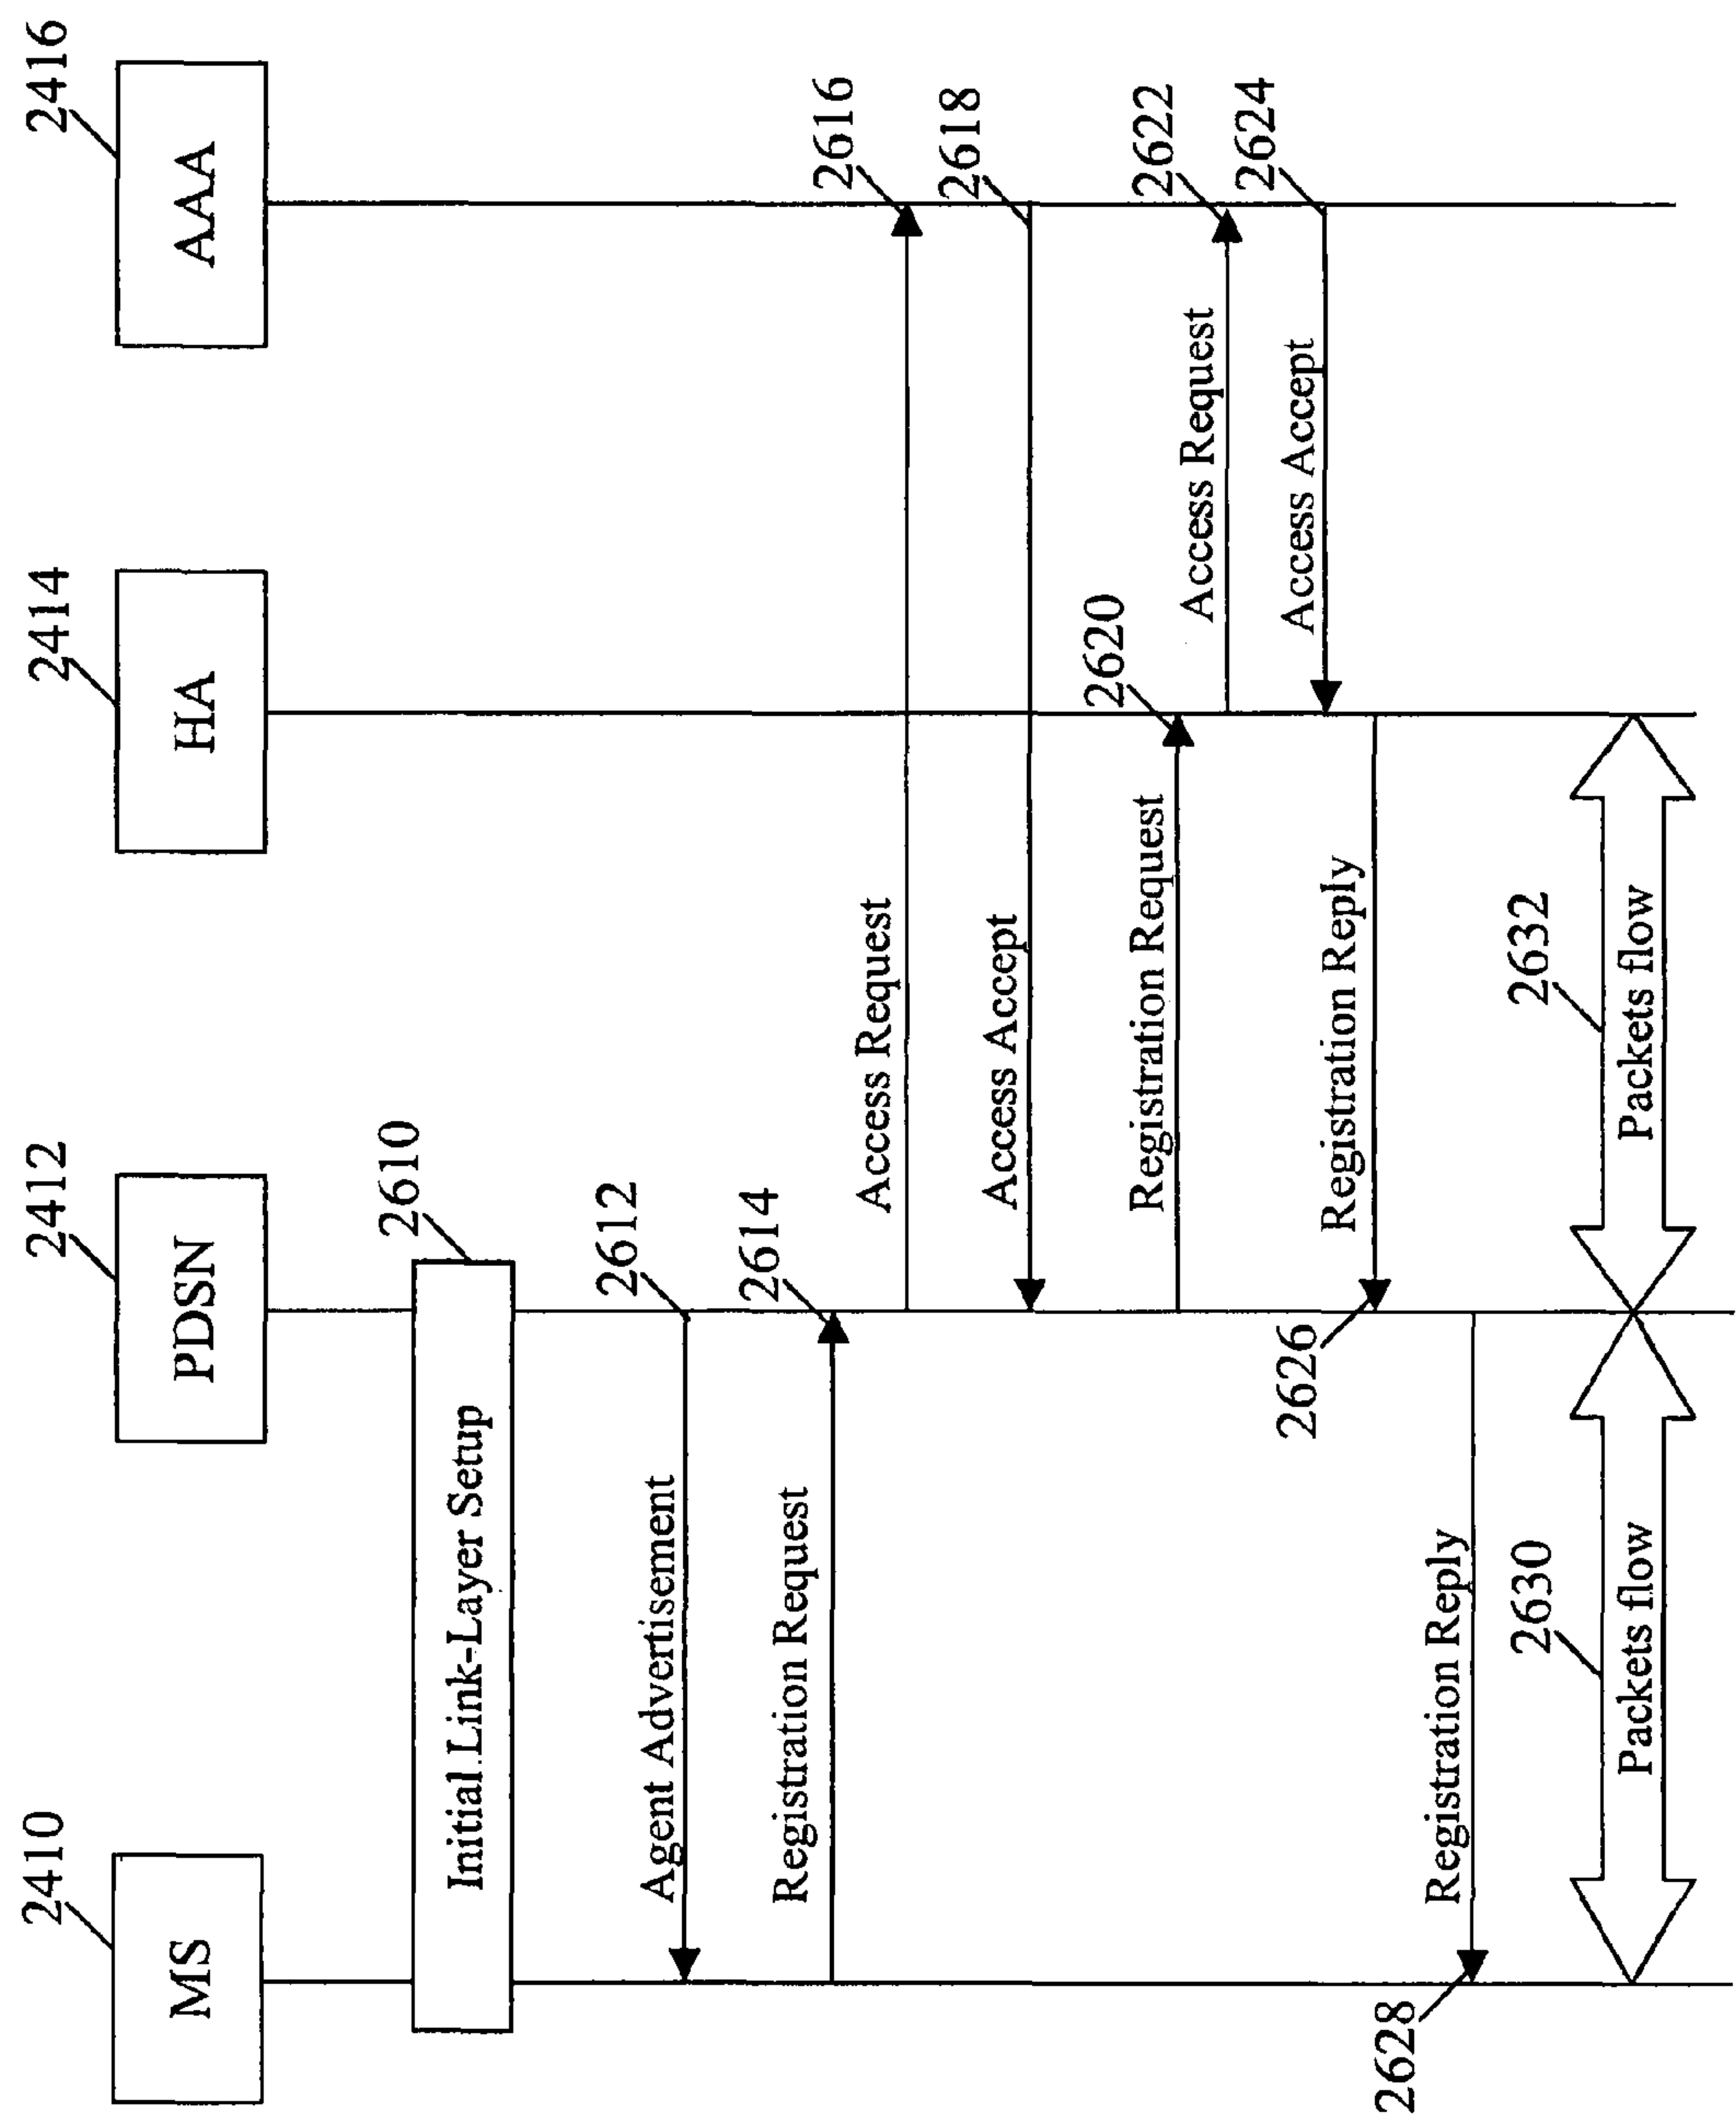 2410
2412
2414
2416
MS
PDSN
HA
AAA
2610
Initial Link-Layer Setup
2612
Agent Advertisement
2614
Registration Request
2616
Access Request
2618
Access Accept
2620
Registration Request
2622
Access Request
2624
Access Accept
2626
Registration Reply
2628
Registration Reply
2630
Packets flow
2632
Packets flow